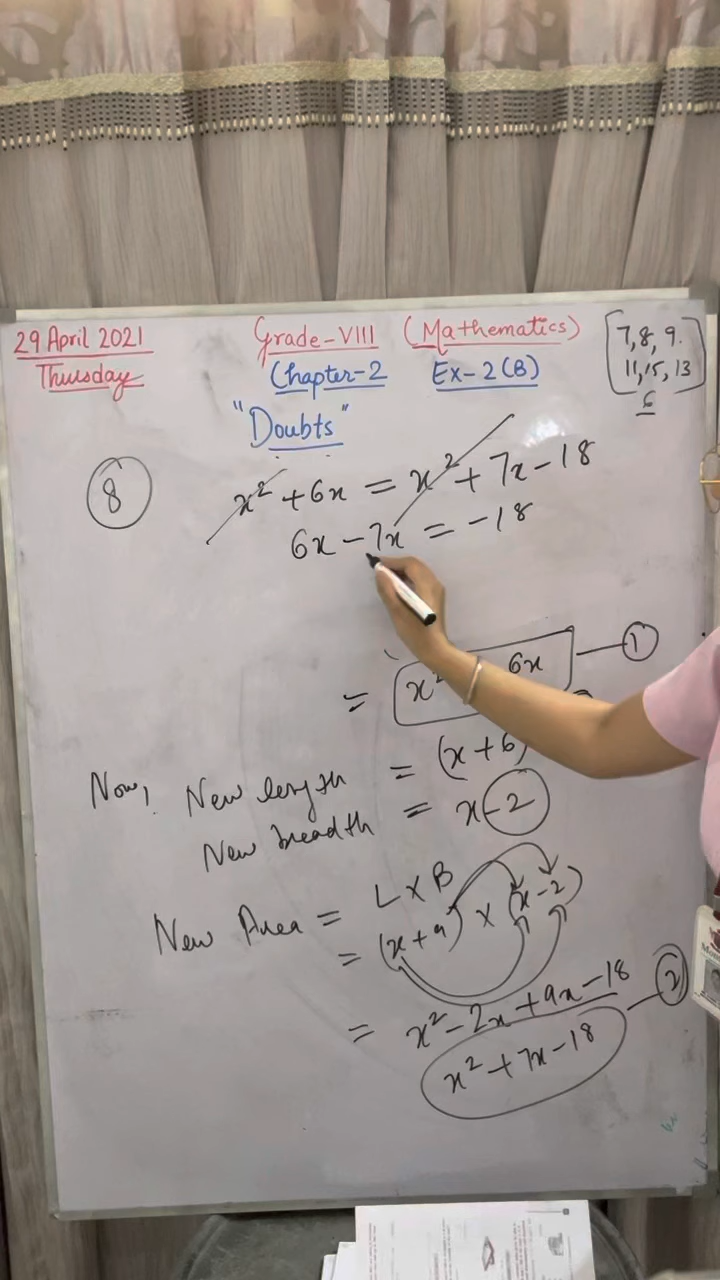 29 April 2021
Thursday
Grade-VIII (Mathematics)
Chapter-2 Ex-2(B)
"Doubts"
7, 8, 9.
11, 15, 13
6
8
x² + 6x = x² + 7x - 18
6x - 7x = -18
= x² 6x — 1
Now, New length = (x + 6
New breadth = x - 2
New Area = L × B
= (x + 9) × (x - 2)
= x² - 2x + 9x - 18 — 2
x² + 7x - 18